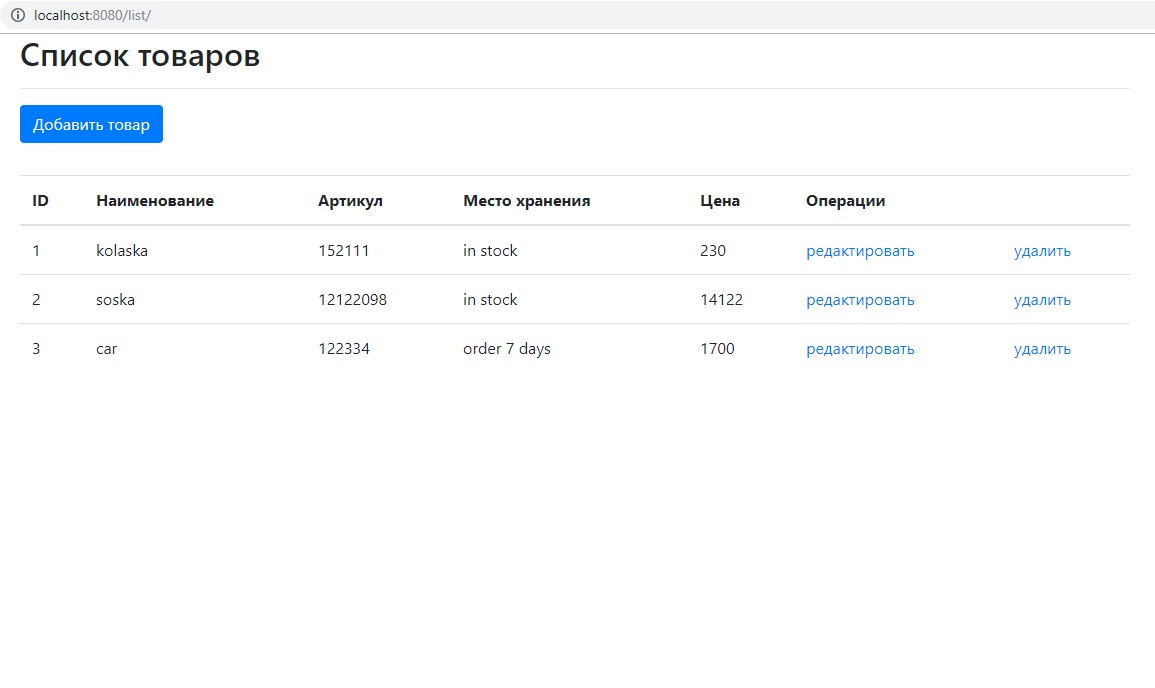 localhost:8080/list/
Список товаров
Добавить товар
ID Наименование Артикул Место хранения Цена Операции
1 kolaska 152111 in stock 230 редактировать удалить
2 soska 12122098 in stock 14122 редактировать удалить
3 car 122334 order 7 days 1700 редактировать удалить